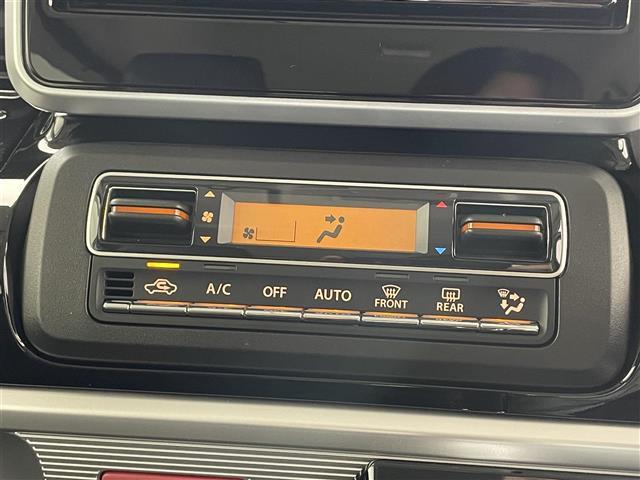 A/C OFF AUTO FRONT REAR